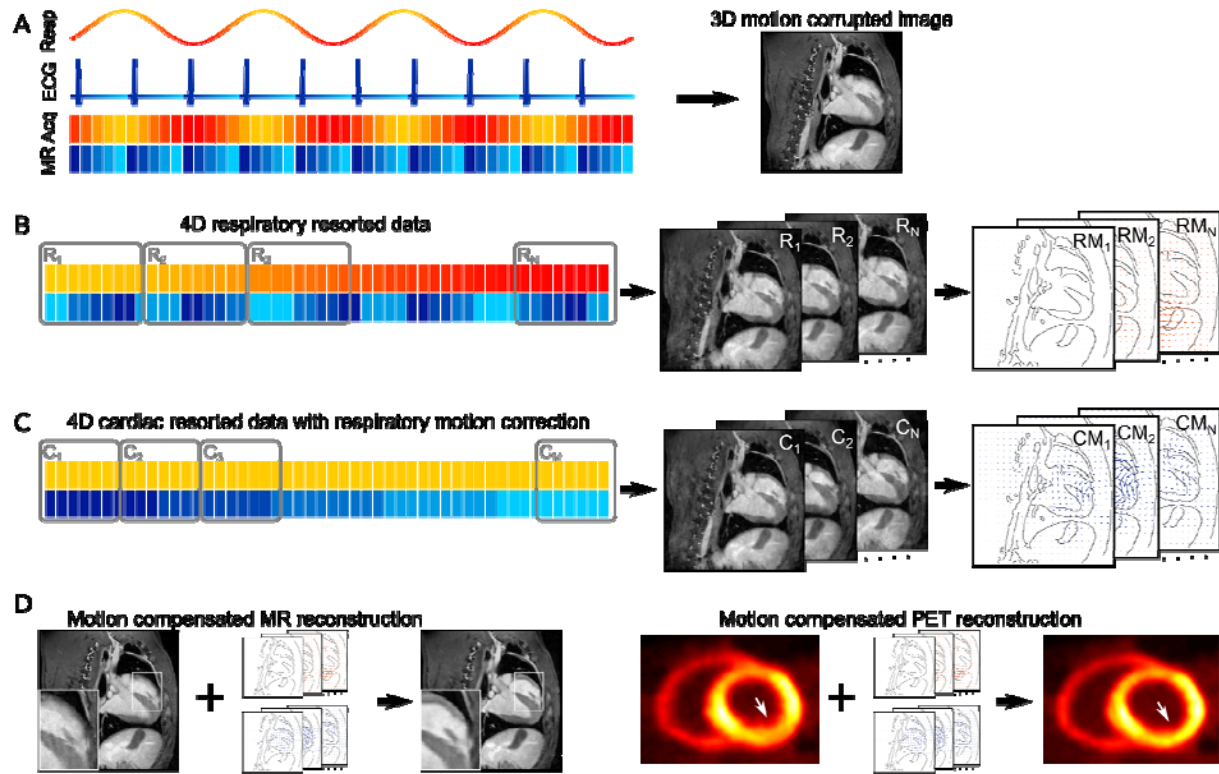 A
Resp
ECG
MR Acq
3D motion corrupted image
B
4D respiratory resorted data
R1
R2
R3
RN
R1
R2
RN
RM1
RM2
RMN
C
4D cardiac resorted data with respiratory motion correction
C1
C2
C3
CN
C1
C2
CN
CM1
CM2
CMN
D
Motion compensated MR reconstruction
Motion compensated PET reconstruction